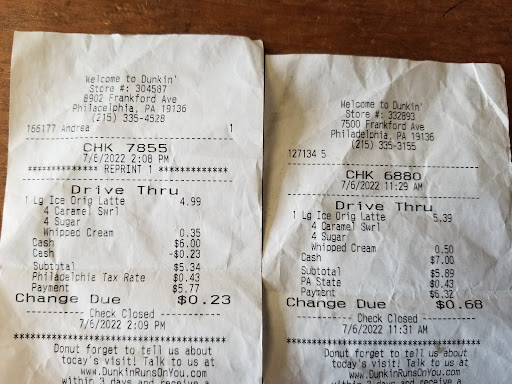 Welcome to Dunkin'
Store #: 304587
8902 Frankford Ave
Philadelphia, PA 19136
(215) 335-4528
166177 Andrea 1
CHK 7855
7/6/2022 2:08 PM
************** REPRINT 1 **************
Drive Thru
1 Lg Ice Orig Latte 4.99
4 Caramel Swrl
4 Sugar
Whipped Cream 0.35
Cash $6.00
Cash -$0.23
Subtotal $5.34
Philadelphia Tax Rate $0.43
Payment $5.77
Change Due $0.23
-------- Check Closed --------
7/6/2022 2:09 PM
Donut forget to tell us about
today's visit! Talk to us at
www.DunkinRunsOnYou.com
within 3 days and receive a
Welcome to Dunkin'
Store #: 332893
7500 Frankford Ave
Philadelphia, PA 19136
(215) 335-3155
127134 5
CHK 6880
7/6/2022 11:29 AM
Drive Thru
1 Lg Ice Orig Latte 5.39
4 Caramel Swrl
4 Sugar
Whipped Cream 0.50
Cash $7.00
Subtotal $5.89
PA State $0.43
Payment $6.32
Change Due $0.68
-------- Check Closed --------
7/6/2022 11:31 AM
Donut forget to tell us about
today's visit! Talk to us at
www.DunkinRunsOnYou.com
within 3 days and receive a